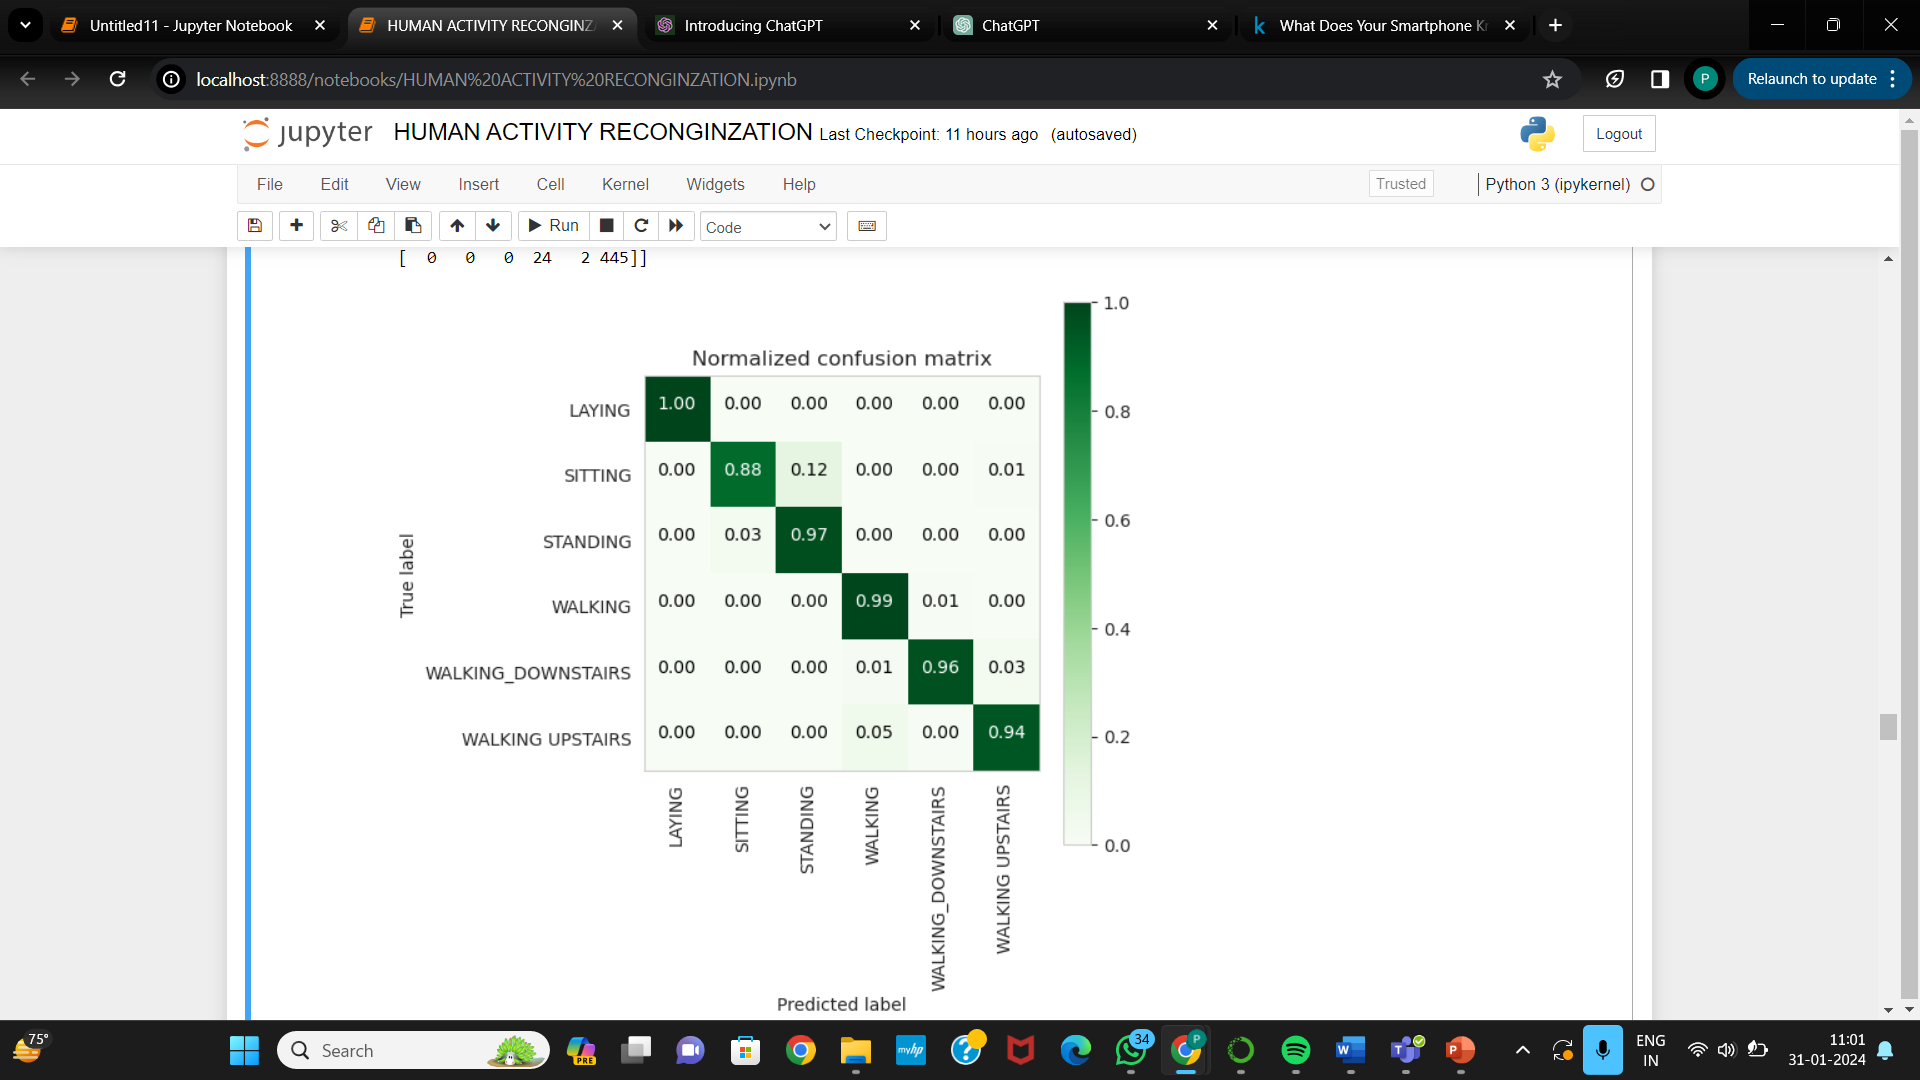 Untitled11 - Jupyter Notebook
HUMAN ACTIVITY RECONGINZ
Introducing ChatGPT
ChatGPT
What Does Your Smartphone Kn
localhost:8888/notebooks/HUMAN%20ACTIVITY%20RECONGINZATION.ipynb
P
Relaunch to update
jupyter HUMAN ACTIVITY RECONGINZATION Last Checkpoint: 11 hours ago (autosaved)
Logout
File Edit View Insert Cell Kernel Widgets Help
Trusted
Python 3 (ipykernel)
Run
Code
[ 0 0 0 24 2 445]]
Normalized confusion matrix
1.0
0.8
0.6
0.4
0.2
0.0
True label
LAYING 1.00 0.00 0.00 0.00 0.00 0.00
SITTING 0.00 0.88 0.12 0.00 0.00 0.01
STANDING 0.00 0.03 0.97 0.00 0.00 0.00
WALKING 0.00 0.00 0.00 0.99 0.01 0.00
WALKING_DOWNSTAIRS 0.00 0.00 0.00 0.01 0.96 0.03
WALKING UPSTAIRS 0.00 0.00 0.00 0.05 0.00 0.94
LAYING
SITTING
STANDING
WALKING
WALKING_DOWNSTAIRS
WALKING UPSTAIRS
Predicted label
75°
Search
PRE
myhp
34
P
W
T
P
ENG
IN
11:01
31-01-2024